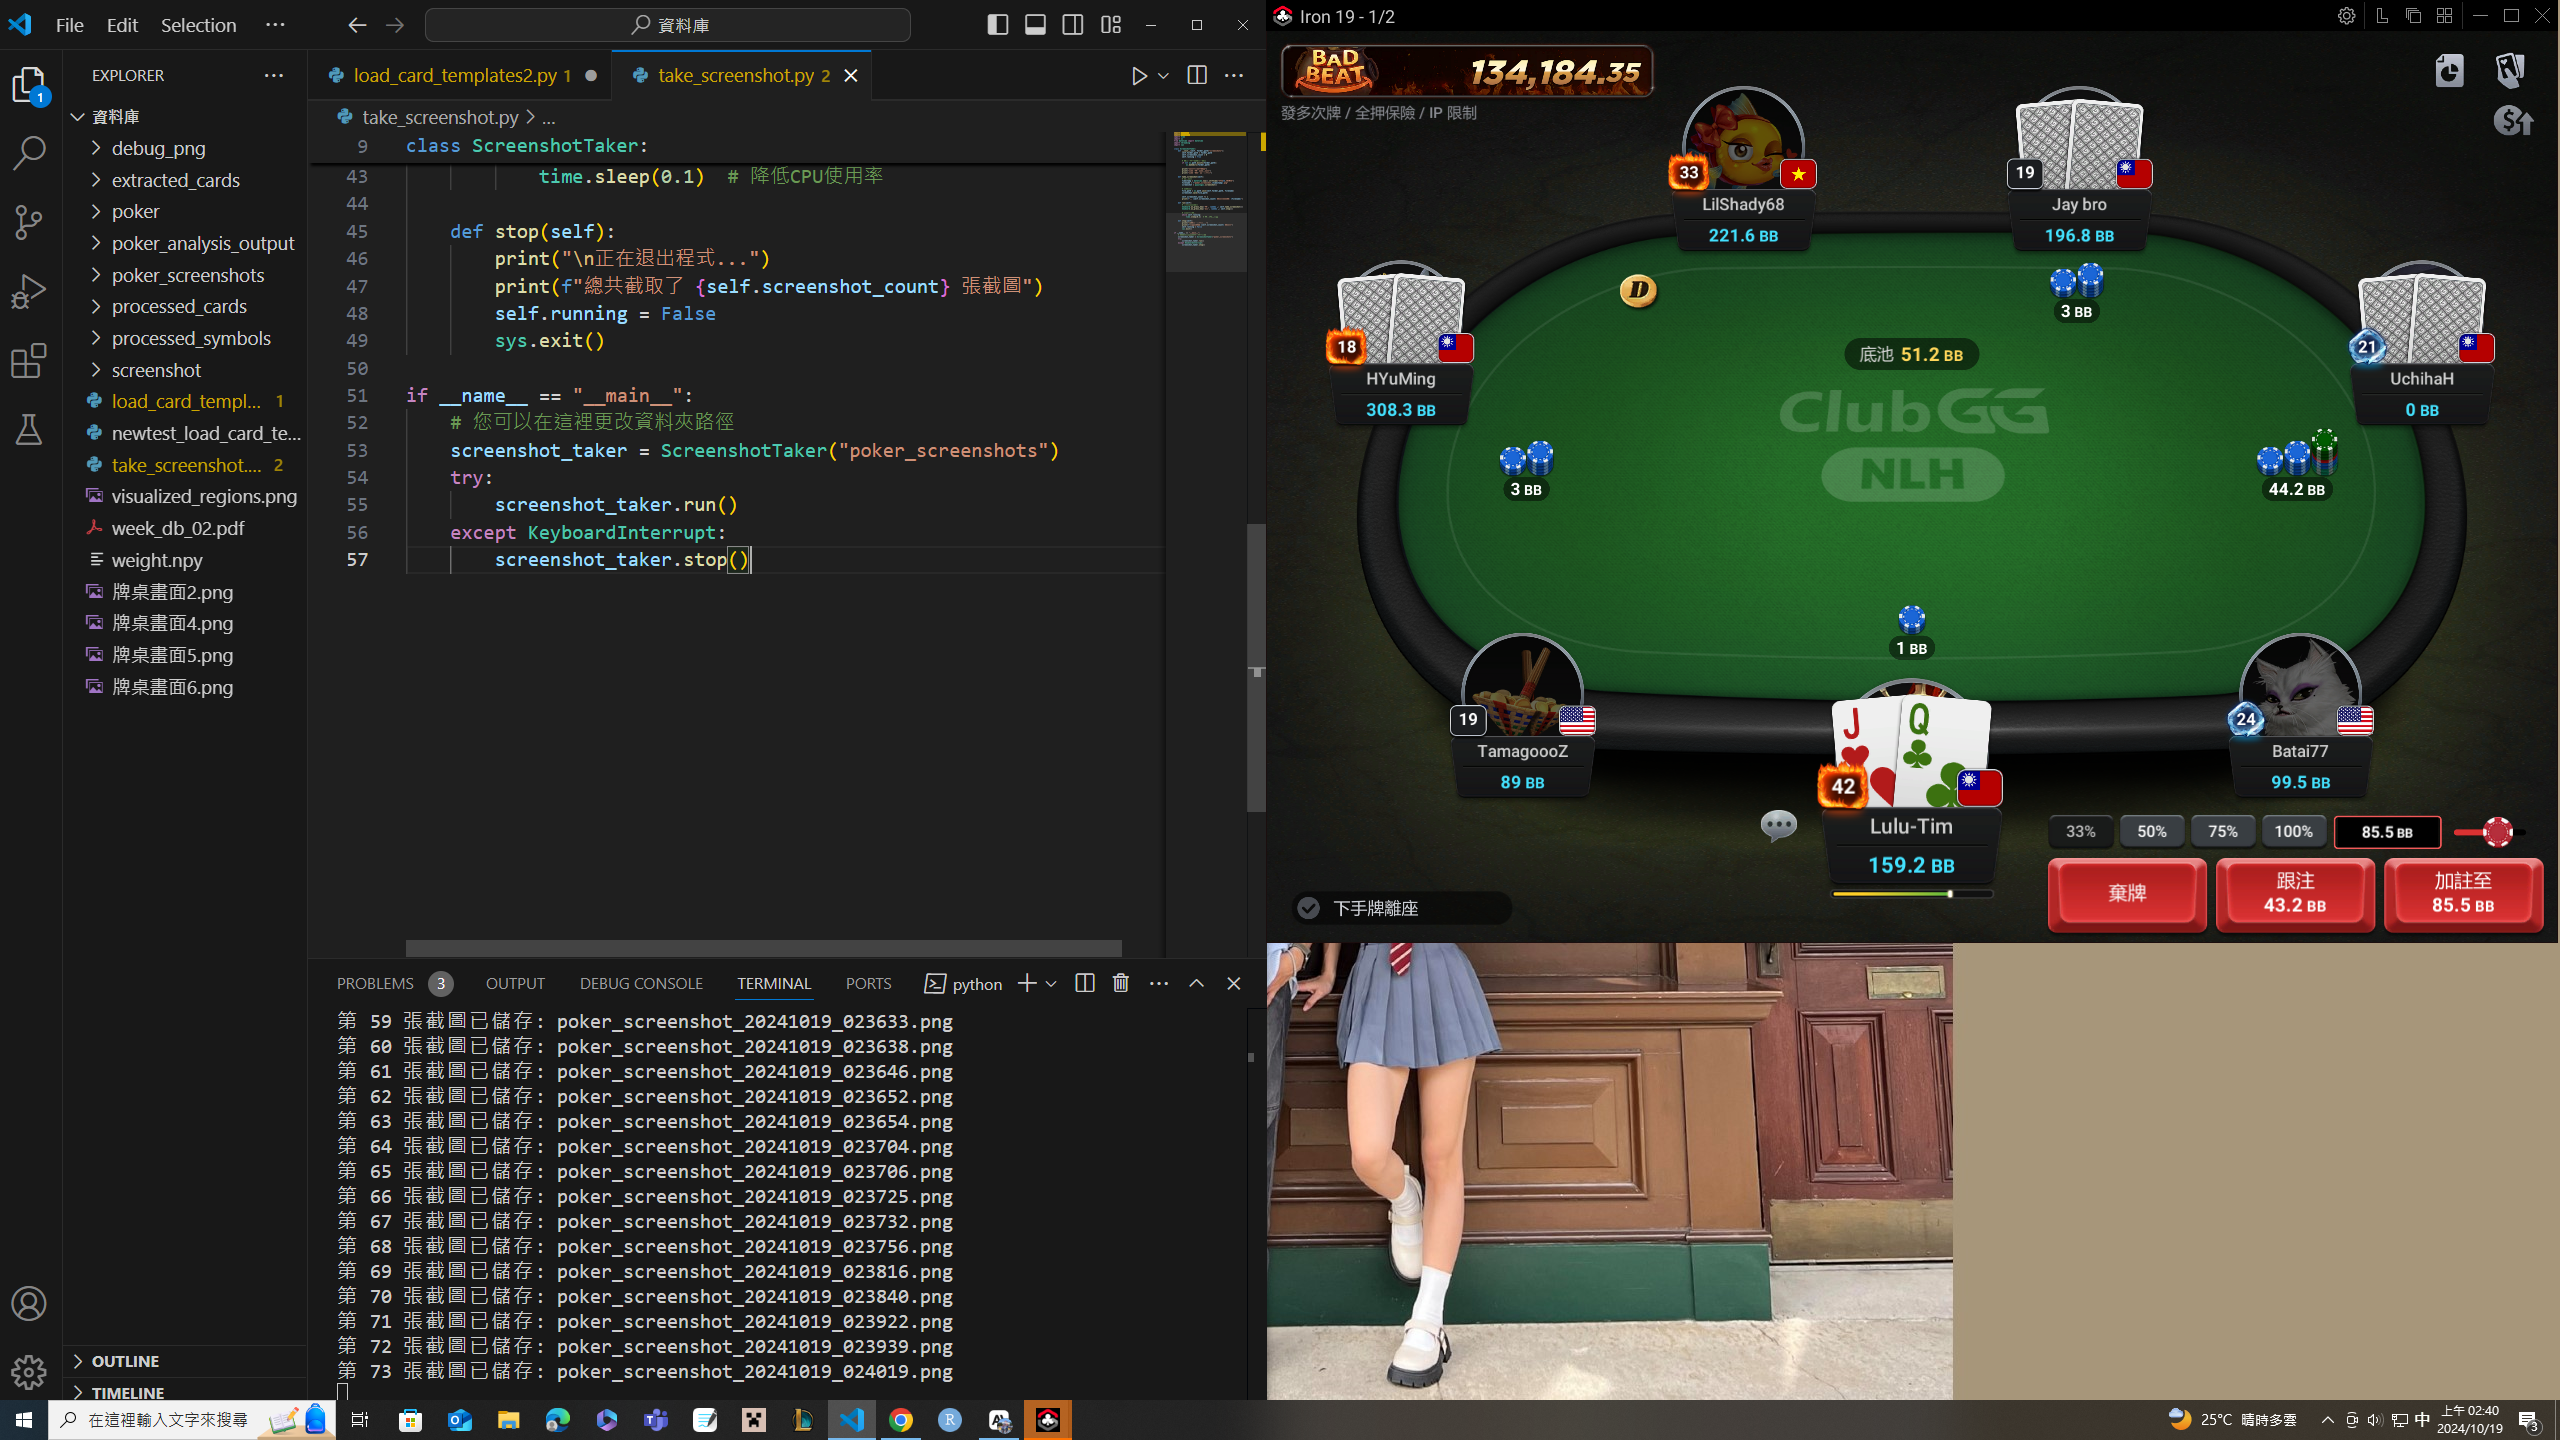 File Edit Selection ···
資料庫
EXPLORER ···
資料庫
debug_png
extracted_cards
poker
poker_analysis_output
poker_screenshots
processed_cards
processed_symbols
screenshot
load_card_templ... 1
newtest_load_card_te...
take_screenshot.... 2
visualized_regions.png
week_db_02.pdf
weight.npy
牌桌畫面2.png
牌桌畫面4.png
牌桌畫面5.png
牌桌畫面6.png
OUTLINE
TIMELINE
1
load_card_templates2.py 1
take_screenshot.py 2
take_screenshot.py > ...
9 class ScreenshotTaker:
43 time.sleep(0.1) # 降低CPU使用率
44
45 def stop(self):
46 print("\n正在退出程式...")
47 print(f"總共截取了 {self.screenshot_count} 張截圖")
48 self.running = False
49 sys.exit()
50
51 if __name__ == "__main__":
52 # 您可以在這裡更改資料夾路徑
53 screenshot_taker = ScreenshotTaker("poker_screenshots")
54 try:
55 screenshot_taker.run()
56 except KeyboardInterrupt:
57 screenshot_taker.stop()
PROBLEMS 3 OUTPUT DEBUG CONSOLE TERMINAL PORTS python
第 59 張截圖已儲存: poker_screenshot_20241019_023633.png
第 60 張截圖已儲存: poker_screenshot_20241019_023638.png
第 61 張截圖已儲存: poker_screenshot_20241019_023646.png
第 62 張截圖已儲存: poker_screenshot_20241019_023652.png
第 63 張截圖已儲存: poker_screenshot_20241019_023654.png
第 64 張截圖已儲存: poker_screenshot_20241019_023704.png
第 65 張截圖已儲存: poker_screenshot_20241019_023706.png
第 66 張截圖已儲存: poker_screenshot_20241019_023725.png
第 67 張截圖已儲存: poker_screenshot_20241019_023732.png
第 68 張截圖已儲存: poker_screenshot_20241019_023756.png
第 69 張截圖已儲存: poker_screenshot_20241019_023816.png
第 70 張截圖已儲存: poker_screenshot_20241019_023840.png
第 71 張截圖已儲存: poker_screenshot_20241019_023922.png
第 72 張截圖已儲存: poker_screenshot_20241019_023939.png
第 73 張截圖已儲存: poker_screenshot_20241019_024019.png
Iron 19 - 1/2
BAD BEAT 134,184.35
發多次牌 / 全押保險 / IP 限制
33
LilShady68
221.6 BB
19
Jay bro
196.8 BB
D
3 BB
18
HYuMing
308.3 BB
21
UchihaH
0 BB
底池 51.2 BB
ClubGG
NLH
3 BB
44.2 BB
1 BB
19
TamagoooZ
89 BB
J Q
42
Lulu-Tim
159.2 BB
24
Batai77
99.5 BB
33% 50% 75% 100% 85.5 BB
棄牌
跟注
43.2 BB
加註至
85.5 BB
下手牌離座
在這裡輸入文字來搜尋
25°C 晴時多雲
中
上午 02:40
2024/10/19
3